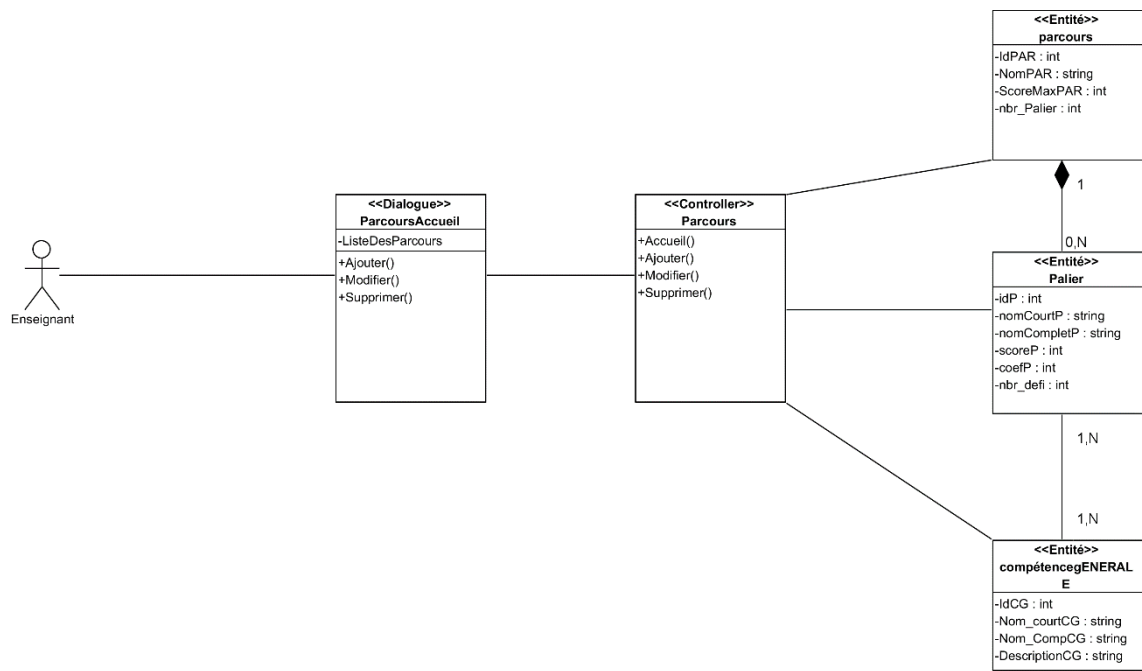 <<Entité>>
parcours
-IdPAR : int
-NomPAR : string
-ScoreMaxPAR : int
-nbr_Palier : int
1
0,N
<<Dialogue>>
ParcoursAccueil
-ListeDesParcours
+Ajouter()
+Modifier()
+Supprimer()
<<Controller>>
Parcours
+Accueil()
+Ajouter()
+Modifier()
+Supprimer()
Enseignant
<<Entité>>
Palier
-idP : int
-nomCourtP : string
-nomCompletP : string
-scoreP : int
-coefP : int
-nbr_defi : int
1,N
1,N
<<Entité>>
compétencegENERAL
E
-IdCG : int
-Nom_courtCG : string
-Nom_CompCG : string
-DescriptionCG : string